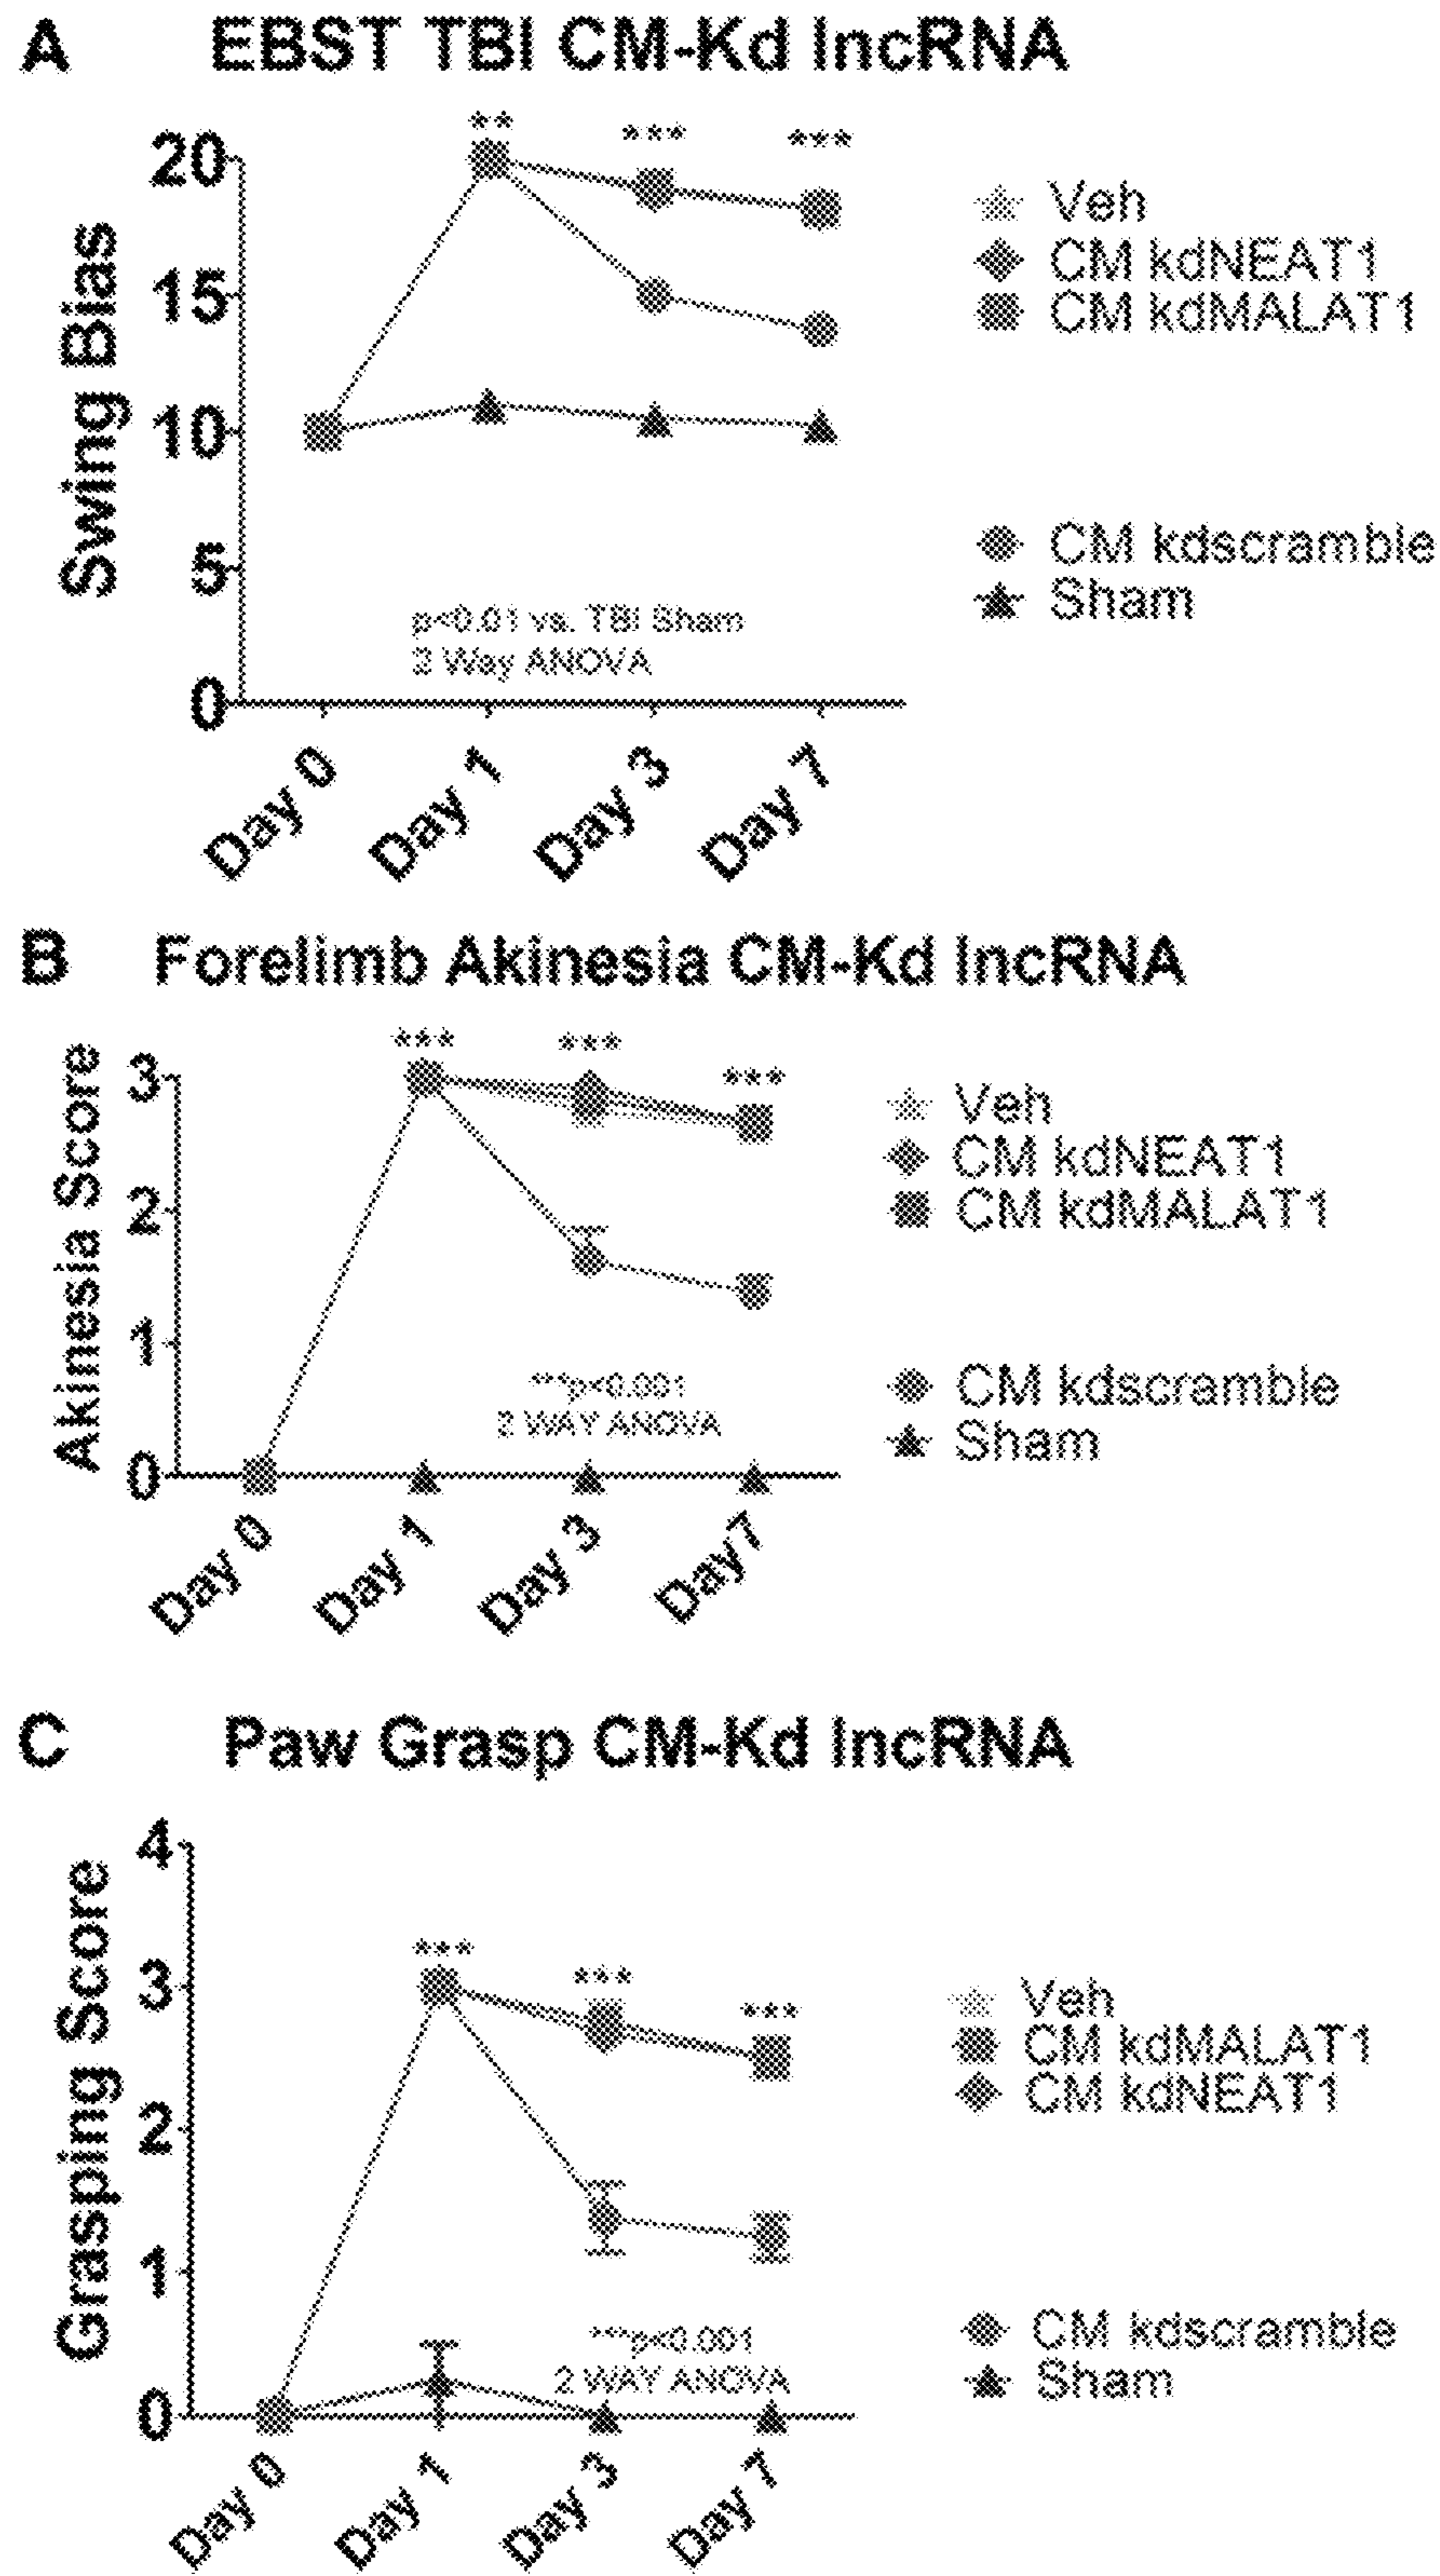 A EBST TBI CM-Kd lncRNA
Swing Bias
20
15
10
5
0
** *** ***
p<0.01 vs. TBI Sham
2 Way ANOVA
Day 0 Day 1 Day 3 Day 7
Veh
CM kdNEAT1
CM kdMALAT1
CM kdscramble
Sham
B Forelimb Akinesia CM-Kd lncRNA
Akinesia Score
3
2
1
0
*** *** ***
***p<0.001
2 WAY ANOVA
Day 0 Day 1 Day 3 Day7
Veh
CM kdNEAT1
CM kdMALAT1
CM kdscramble
Sham
C Paw Grasp CM-Kd lncRNA
Grasping Score
4
3
2
1
0
*** *** ***
***p<0.001
2 WAY ANOVA
Day 0 Day 1 Day 3 Day 7
Veh
CM kdMALAT1
CM kdNEAT1
CM kdscramble
Sham